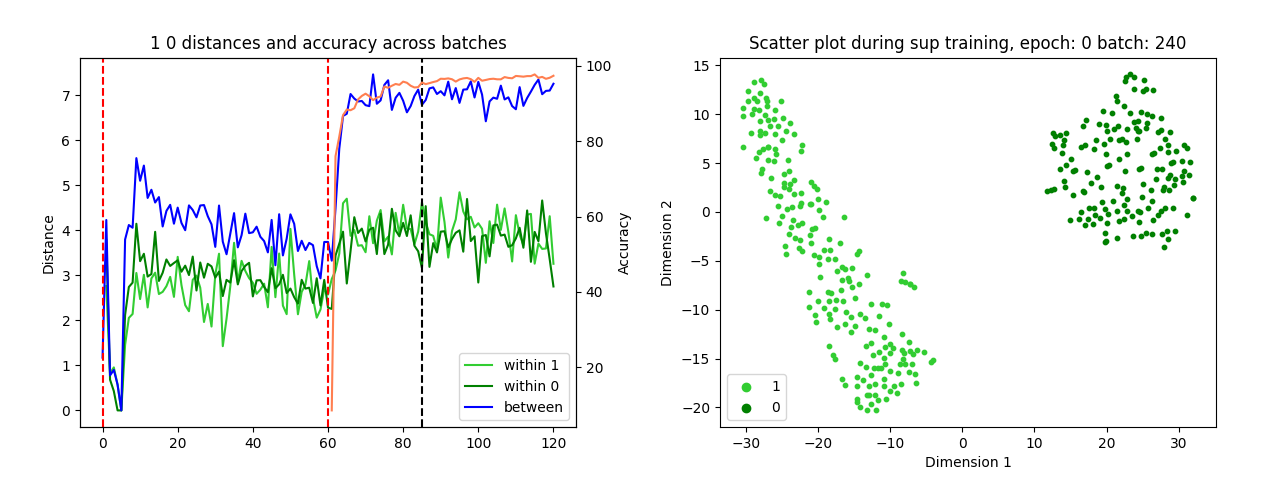 1 0 distances and accuracy across batches
Distance
7
6
5
4
3
2
1
0
0 20 40 60 80 100 120
100
80
60
40
20
Accuracy
within 1
within 0
between
Scatter plot during sup training, epoch: 0 batch: 240
Dimension 2
15
10
5
0
−5
−10
−15
−20
−30 −20 −10 0 10 20 30
Dimension 1
1
0